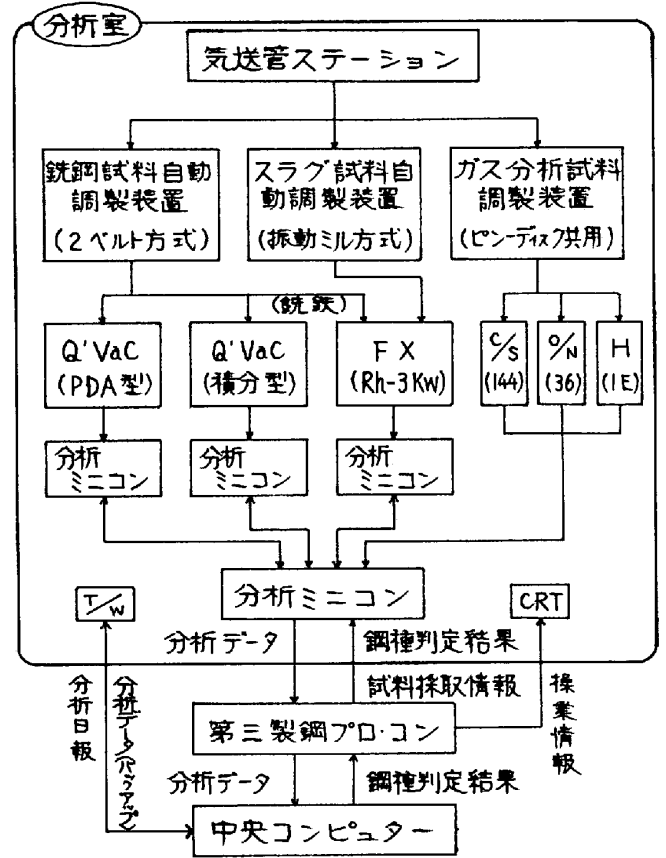 分析室
気送管ステーション
銑鋼試料自動
調製装置
(2ベルト方式)
スラグ試料自
動調製装置
(振動ミル方式)
ガス分析試料
調製装置
(ピン-ディスク共用)
(銑鉄)
Q'VaC
(PDA型)
Q'VaC
(積分型)
FX
(Rh-3Kw)
C/S
(144)
O/N
(36)
H
(1E)
分析
ミニコン
分析
ミニコン
分析
ミニコン
分析ミニコン
T/W
CRT
分析データ
鋼種判定結果
試料採取情報
分析日報
分析データ(バックアップ)
操業情報
第三製鋼プロ・コン
分析データ
鋼種判定結果
中央コンピュター